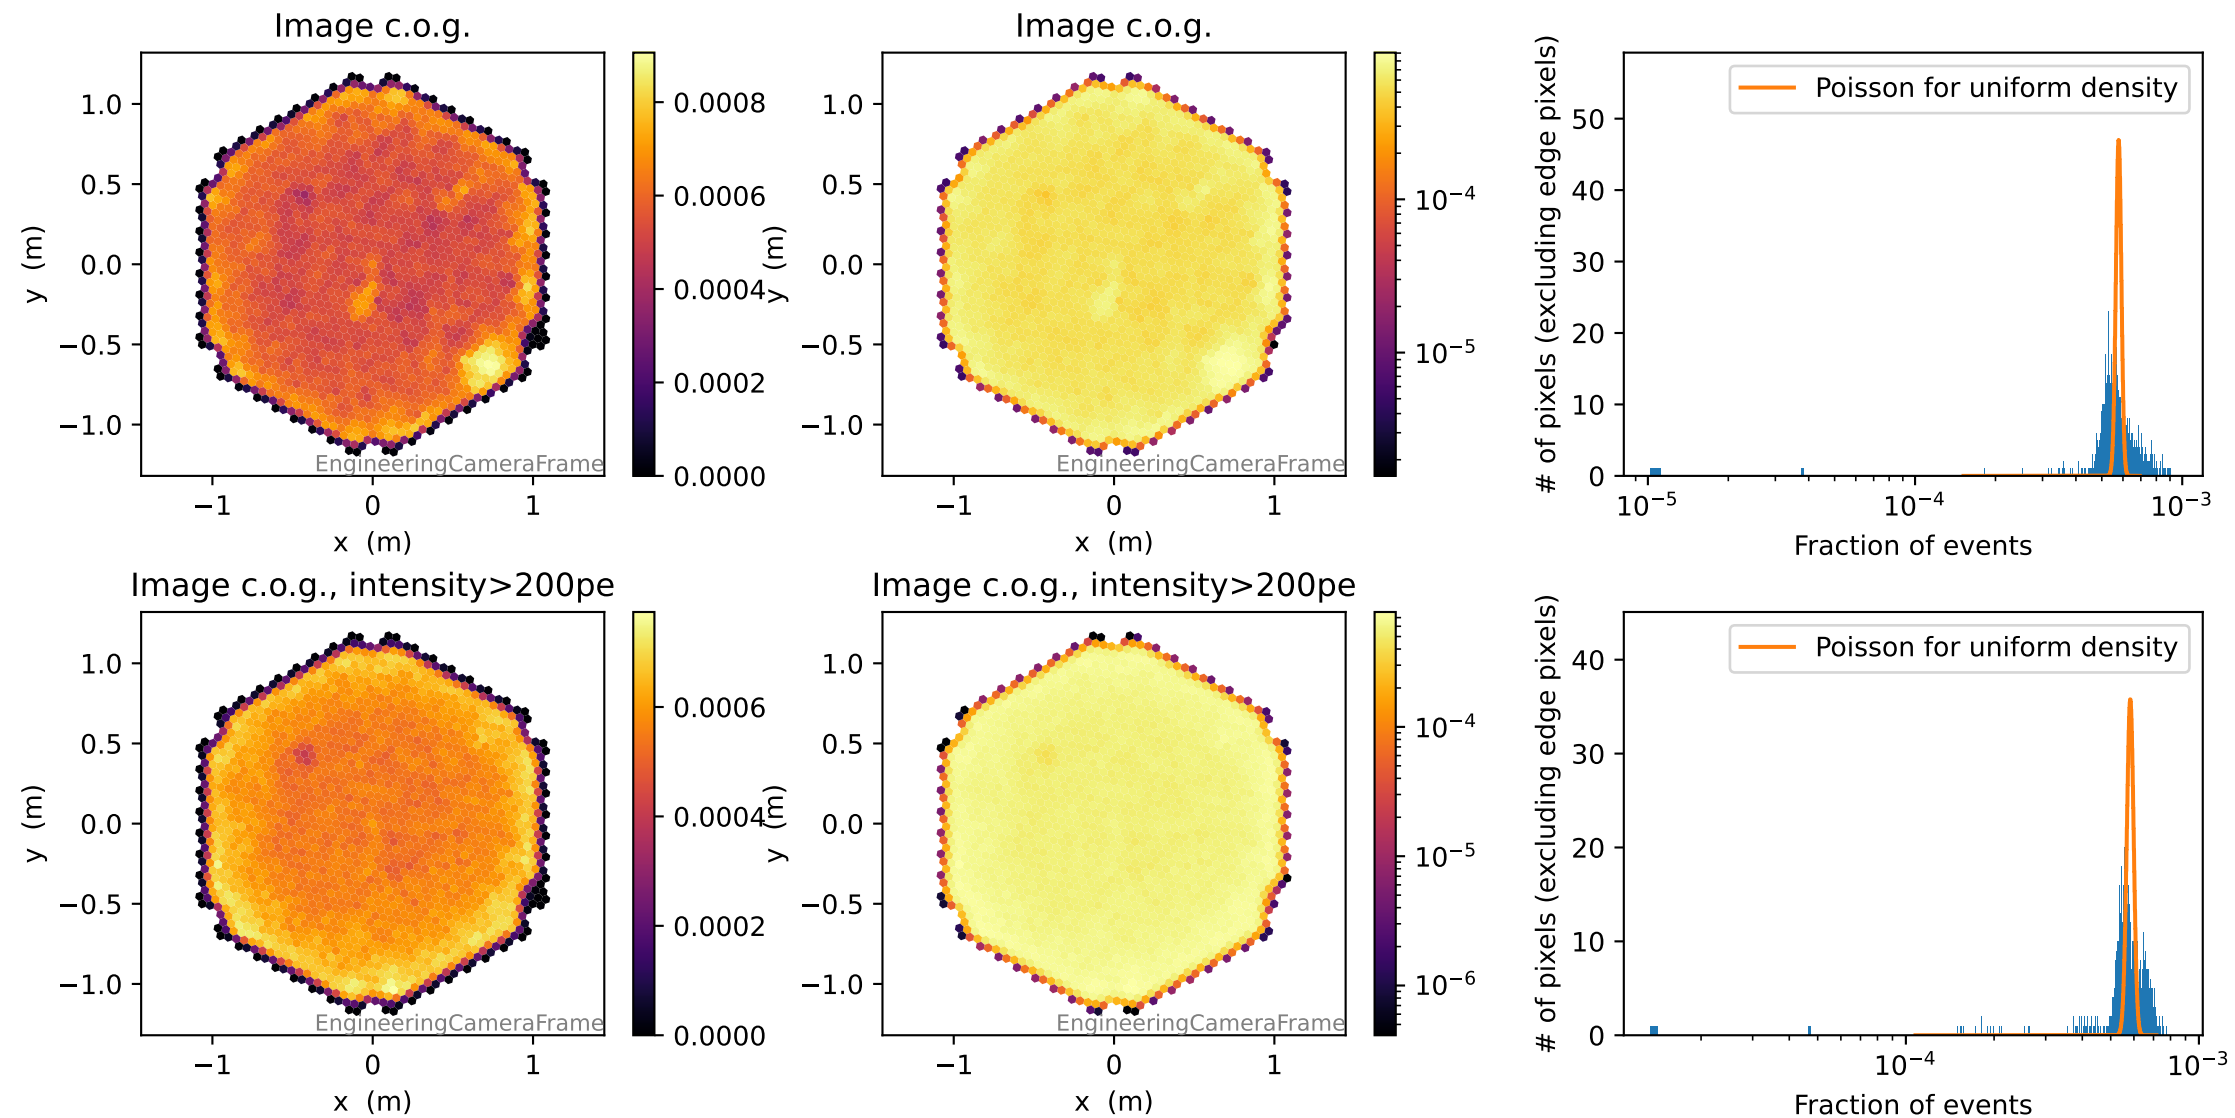 Image c.o.g.
1.0
0.5
0.0
−0.5
−1.0
y (m)
−1
0
1
x (m)
EngineeringCameraFrame
0.0008
0.0006
0.0004
0.0002
0.0000
Image c.o.g.
1.0
0.5
0.0
−0.5
−1.0
y (m)
−1
0
1
x (m)
EngineeringCameraFrame
10⁻⁴
10⁻⁵
Poisson for uniform density
# of pixels (excluding edge pixels)
50
40
30
20
10
0
10⁻⁵
10⁻⁴
10⁻³
Fraction of events
Image c.o.g., intensity>200pe
1.0
0.5
0.0
−0.5
−1.0
y (m)
−1
0
1
x (m)
EngineeringCameraFrame
0.0006
0.0004
0.0002
0.0000
Image c.o.g., intensity>200pe
1.0
0.5
0.0
−0.5
−1.0
y (m)
−1
0
1
x (m)
EngineeringCameraFrame
10⁻⁴
10⁻⁵
10⁻⁶
Poisson for uniform density
# of pixels (excluding edge pixels)
40
30
20
10
0
10⁻⁴
10⁻³
Fraction of events